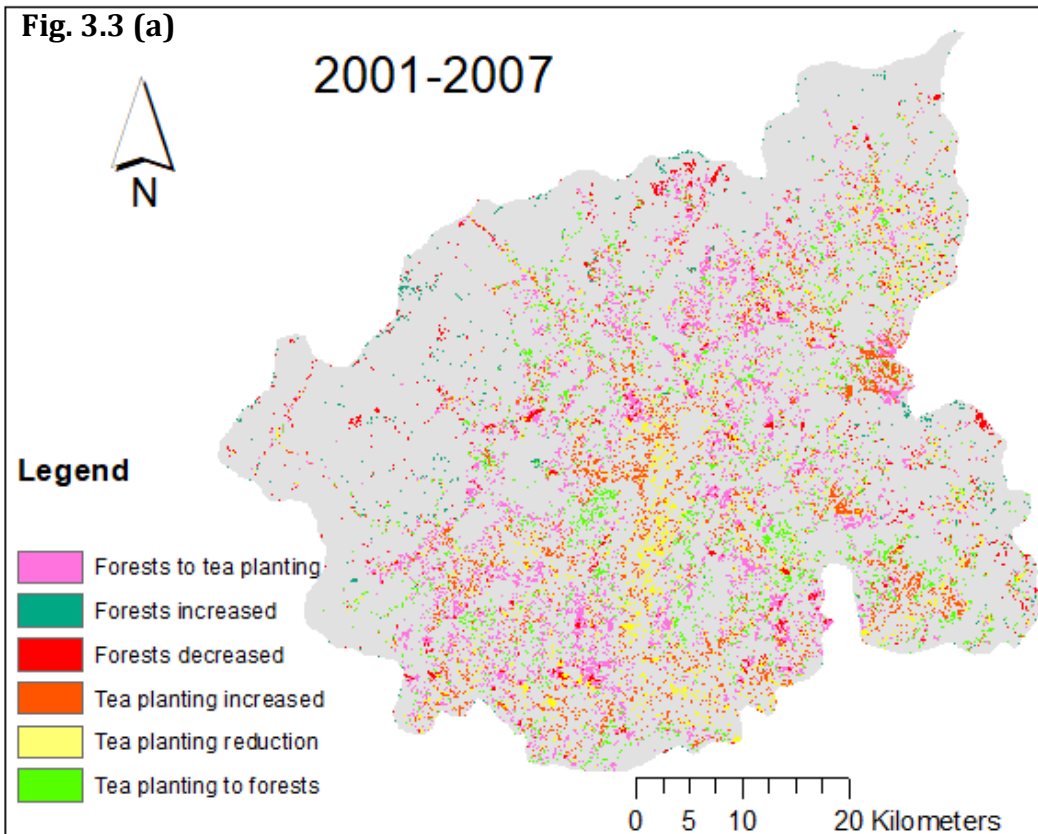 Fig. 3.3 (a)
2001-2007
N
Legend
Forests to tea planting
Forests increased
Forests decreased
Tea planting increased
Tea planting reduction
Tea planting to forests
0 5 10 20 Kilometers